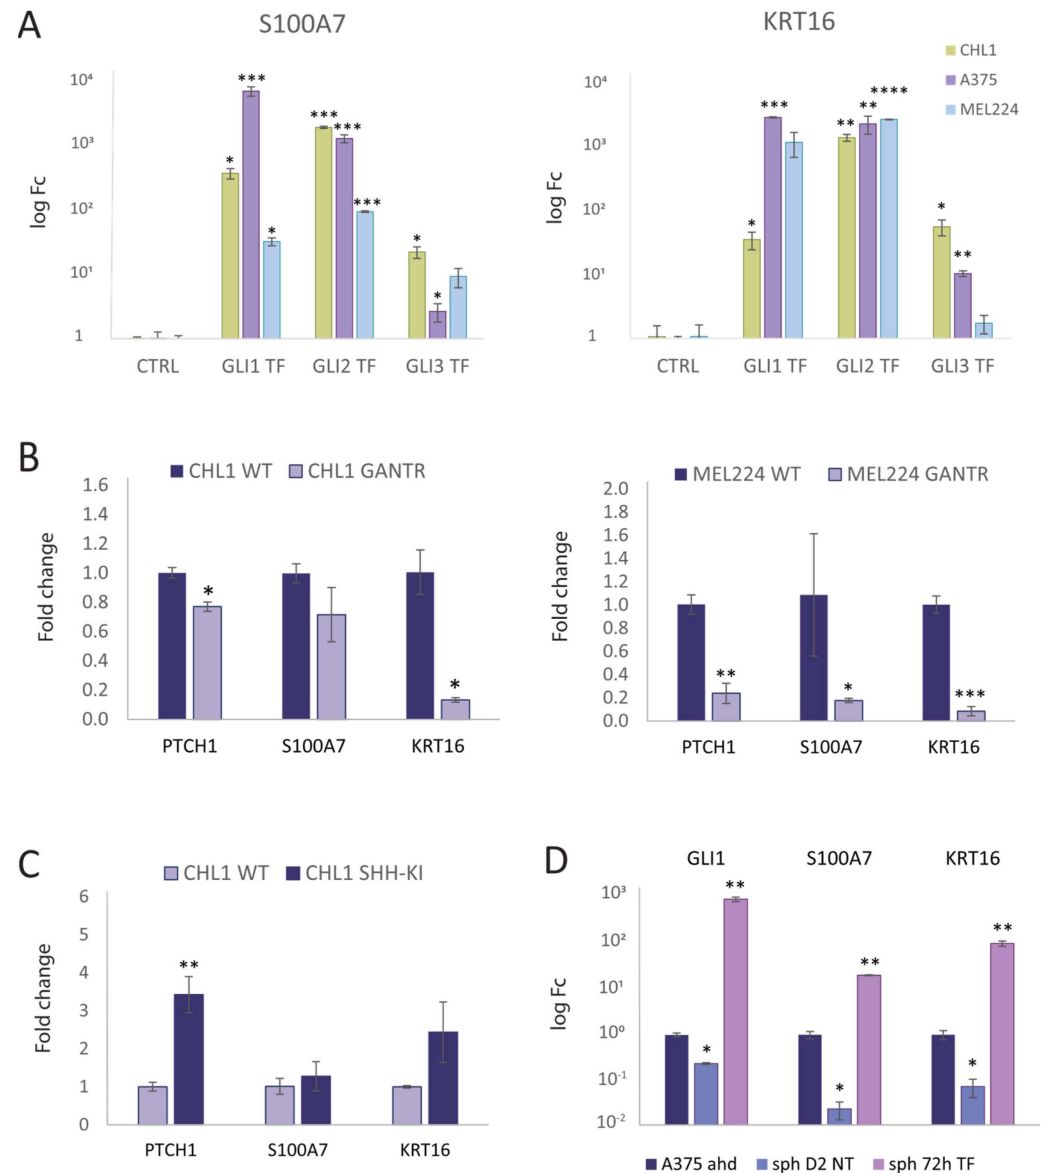 A
S100A7
KRT16
CHL1
A375
MEL224
log Fc
10⁴
10³
10²
10¹
1
***
*
*
***
***
***
*
*
CTRL
GLI1 TF
GLI2 TF
GLI3 TF
log Fc
10⁴
10³
10²
10¹
1
*
***
**
**
****
*
**
CTRL
GLI1 TF
GLI2 TF
GLI3 TF
B
CHL1 WT
CHL1 GANTR
Fold change
1.6
1.4
1.2
1.0
0.8
0.6
0.4
0.2
0.0
*
*
PTCH1
S100A7
KRT16
MEL224 WT
MEL224 GANTR
Fold change
2.0
1.8
1.6
1.4
1.2
1.0
0.8
0.6
0.4
0.2
0.0
**
*
***
PTCH1
S100A7
KRT16
C
CHL1 WT
CHL1 SHH-KI
Fold change
6
5
4
3
2
1
0
**
PTCH1
S100A7
KRT16
D
GLI1
S100A7
KRT16
log Fc
10³
10²
10¹
10⁰
10⁻¹
10⁻²
*
**
*
**
*
**
A375 ahd
sph D2 NT
sph 72h TF